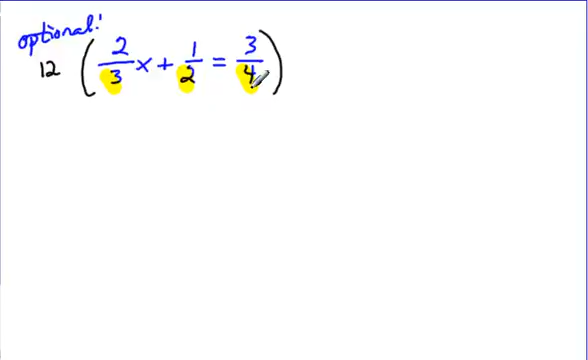 optional!
12 ( 2/3 x + 1/2 = 3/4 )